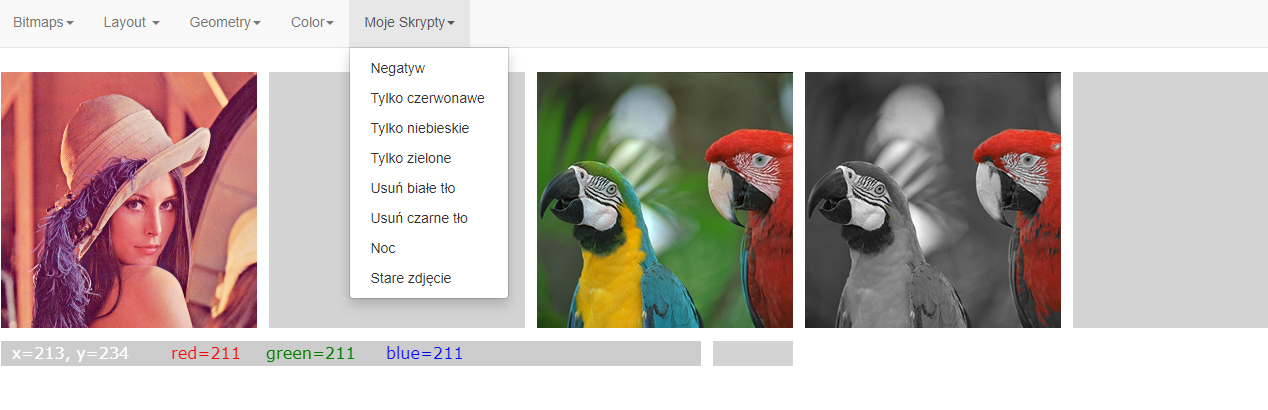 Bitmaps Layout Geometry Color Moje Skrypty
Negatyw
Tylko czerwonawe
Tylko niebieskie
Tylko zielone
Usuń białe tło
Usuń czarne tło
Noc
Stare zdjęcie
x=213, y=234 red=211 green=211 blue=211